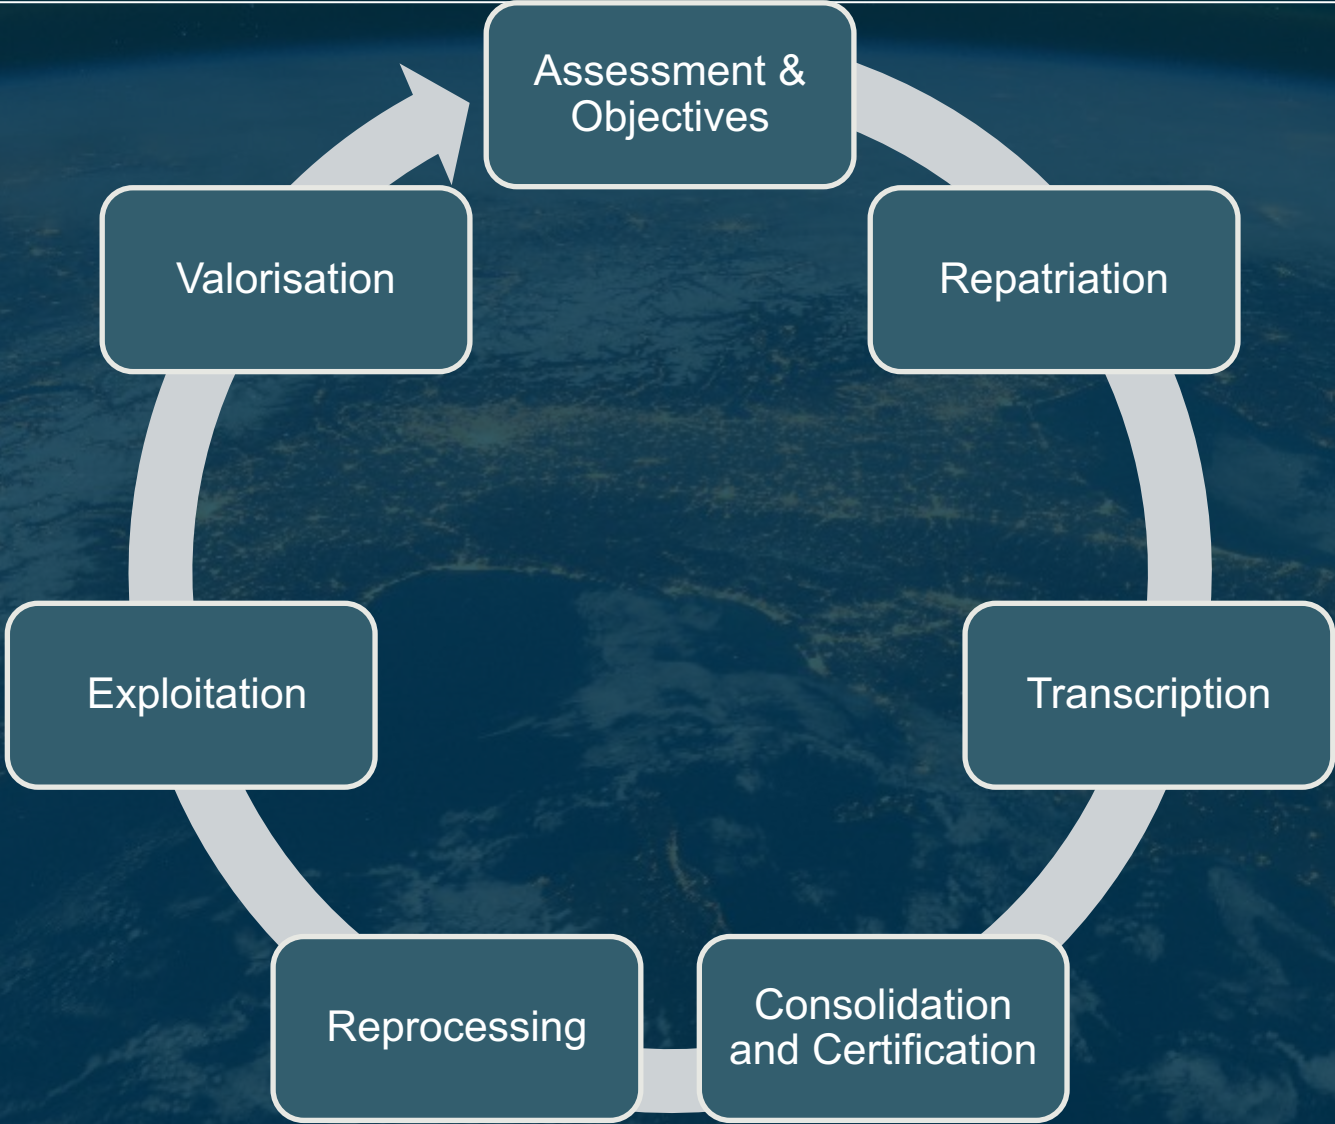 Assessment &
Objectives
Repatriation
Transcription
Consolidation
and Certification
Reprocessing
Exploitation
Valorisation